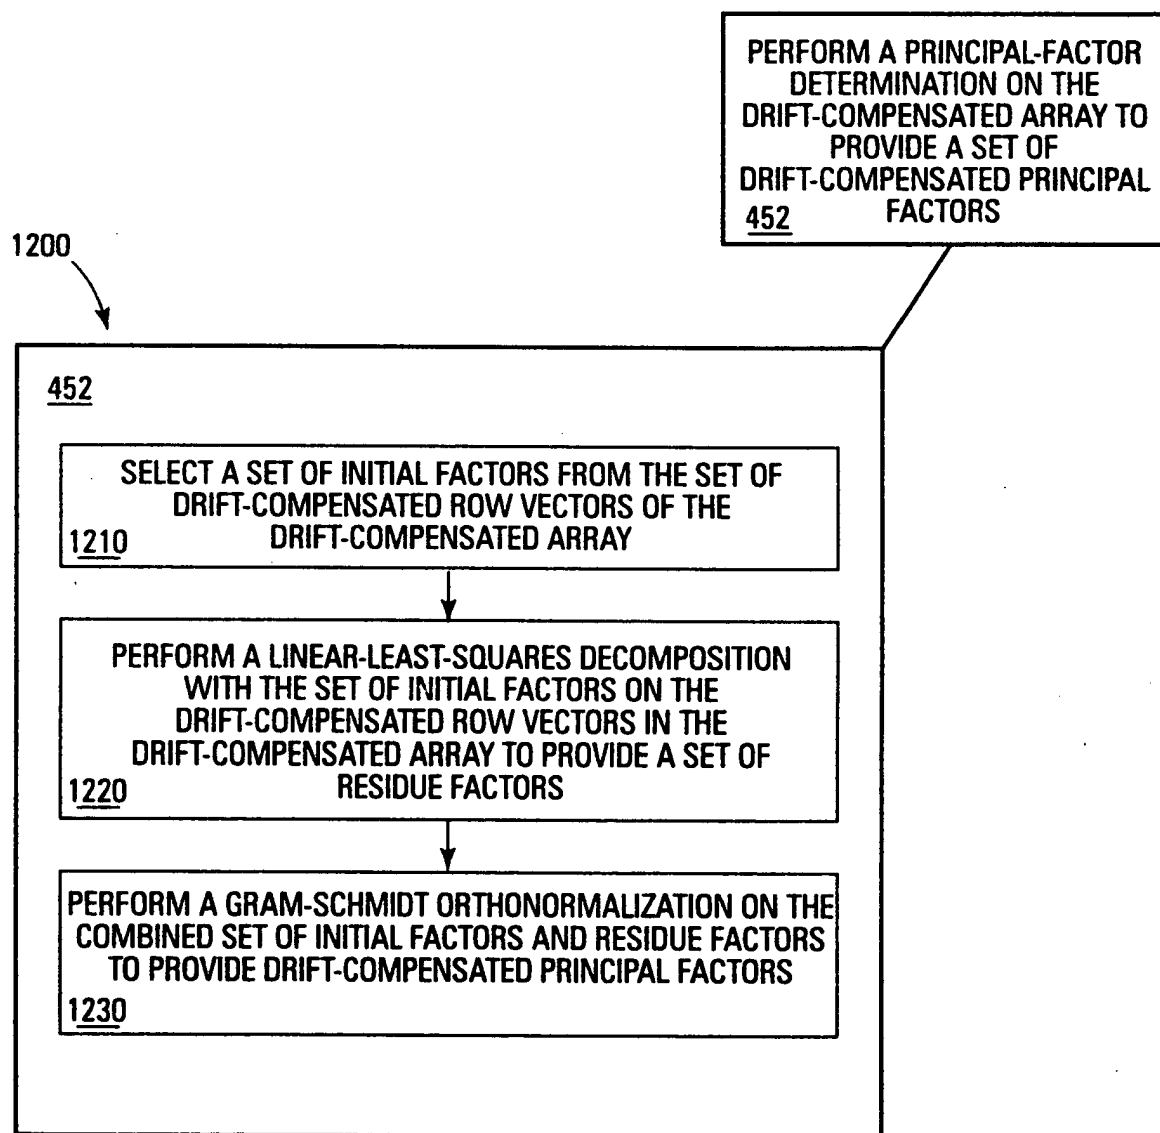 PERFORM A PRINCIPAL-FACTOR
DETERMINATION ON THE
DRIFT-COMPENSATED ARRAY TO
PROVIDE A SET OF
DRIFT-COMPENSATED PRINCIPAL
FACTORS
452
1200
452
SELECT A SET OF INITIAL FACTORS FROM THE SET OF
DRIFT-COMPENSATED ROW VECTORS OF THE
DRIFT-COMPENSATED ARRAY
1210
PERFORM A LINEAR-LEAST-SQUARES DECOMPOSITION
WITH THE SET OF INITIAL FACTORS ON THE
DRIFT-COMPENSATED ROW VECTORS IN THE
DRIFT-COMPENSATED ARRAY TO PROVIDE A SET OF
RESIDUE FACTORS
1220
PERFORM A GRAM-SCHMIDT ORTHONORMALIZATION ON THE
COMBINED SET OF INITIAL FACTORS AND RESIDUE FACTORS
TO PROVIDE DRIFT-COMPENSATED PRINCIPAL FACTORS
1230